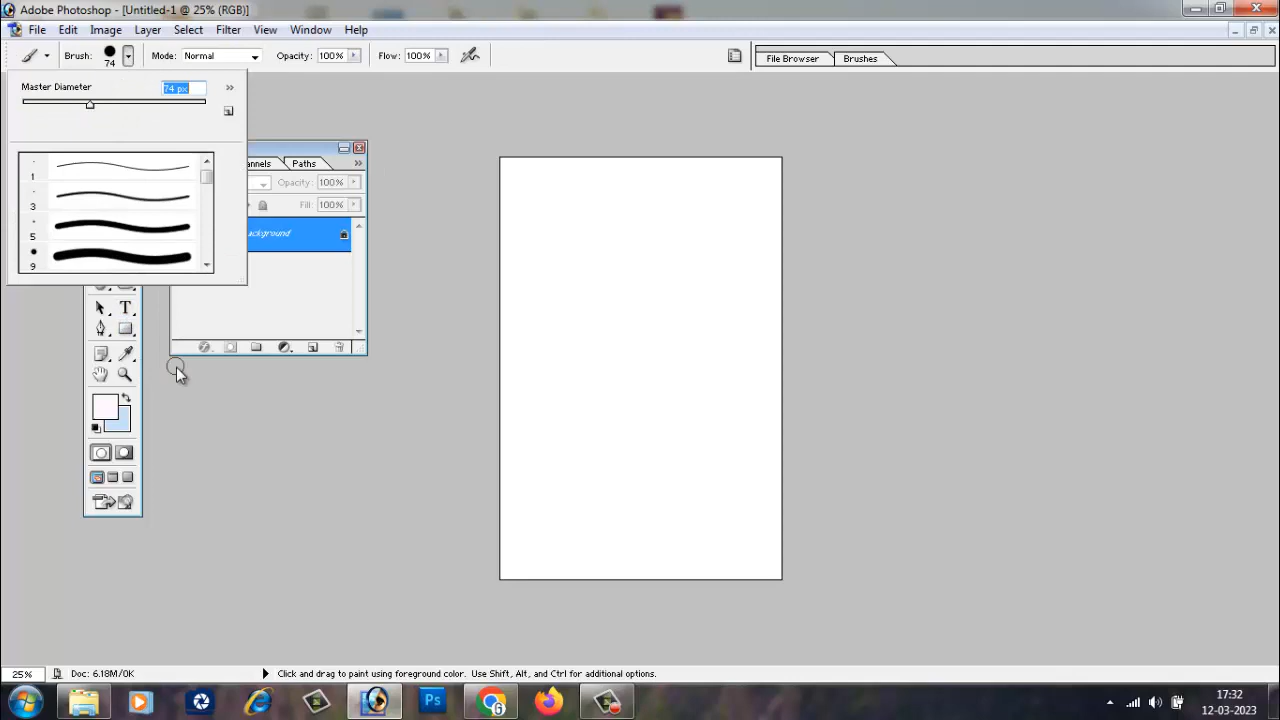 Adobe Photoshop - [Untitled-1 @ 25% (RGB)]
File Edit Image Layer Select Filter View Window Help
Brush: 74 Mode: Normal Opacity: 100% Flow: 100% File Browser Brushes
Master Diameter 74 px
1
3
5
9
annels Paths
Opacity: 100%
Fill: 100%
ackground
T
25% Doc: 6.18M/0K Click and drag to paint using foreground color. Use Shift, Alt, and Ctrl for additional options.
Ps
G
17:32
12-03-2023